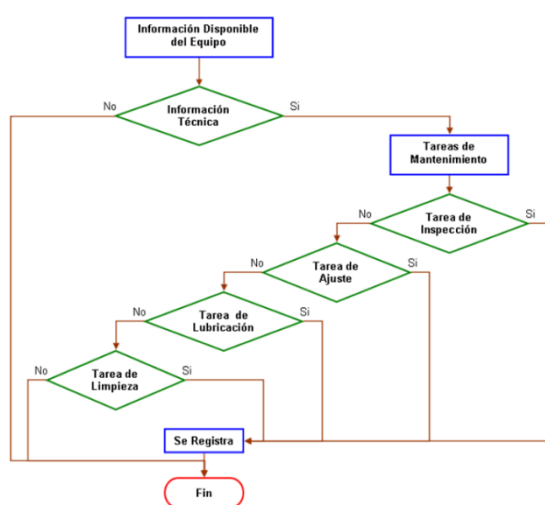 Información Disponible
del Equipo
No
Si
Información
Técnica
Tareas de
Mantenimiento
No
Si
Tarea de
Inspección
No
Si
Tarea de
Ajuste
No
Si
Tarea de
Lubricación
No
Si
Tarea de
Limpieza
Se Registra
Fin